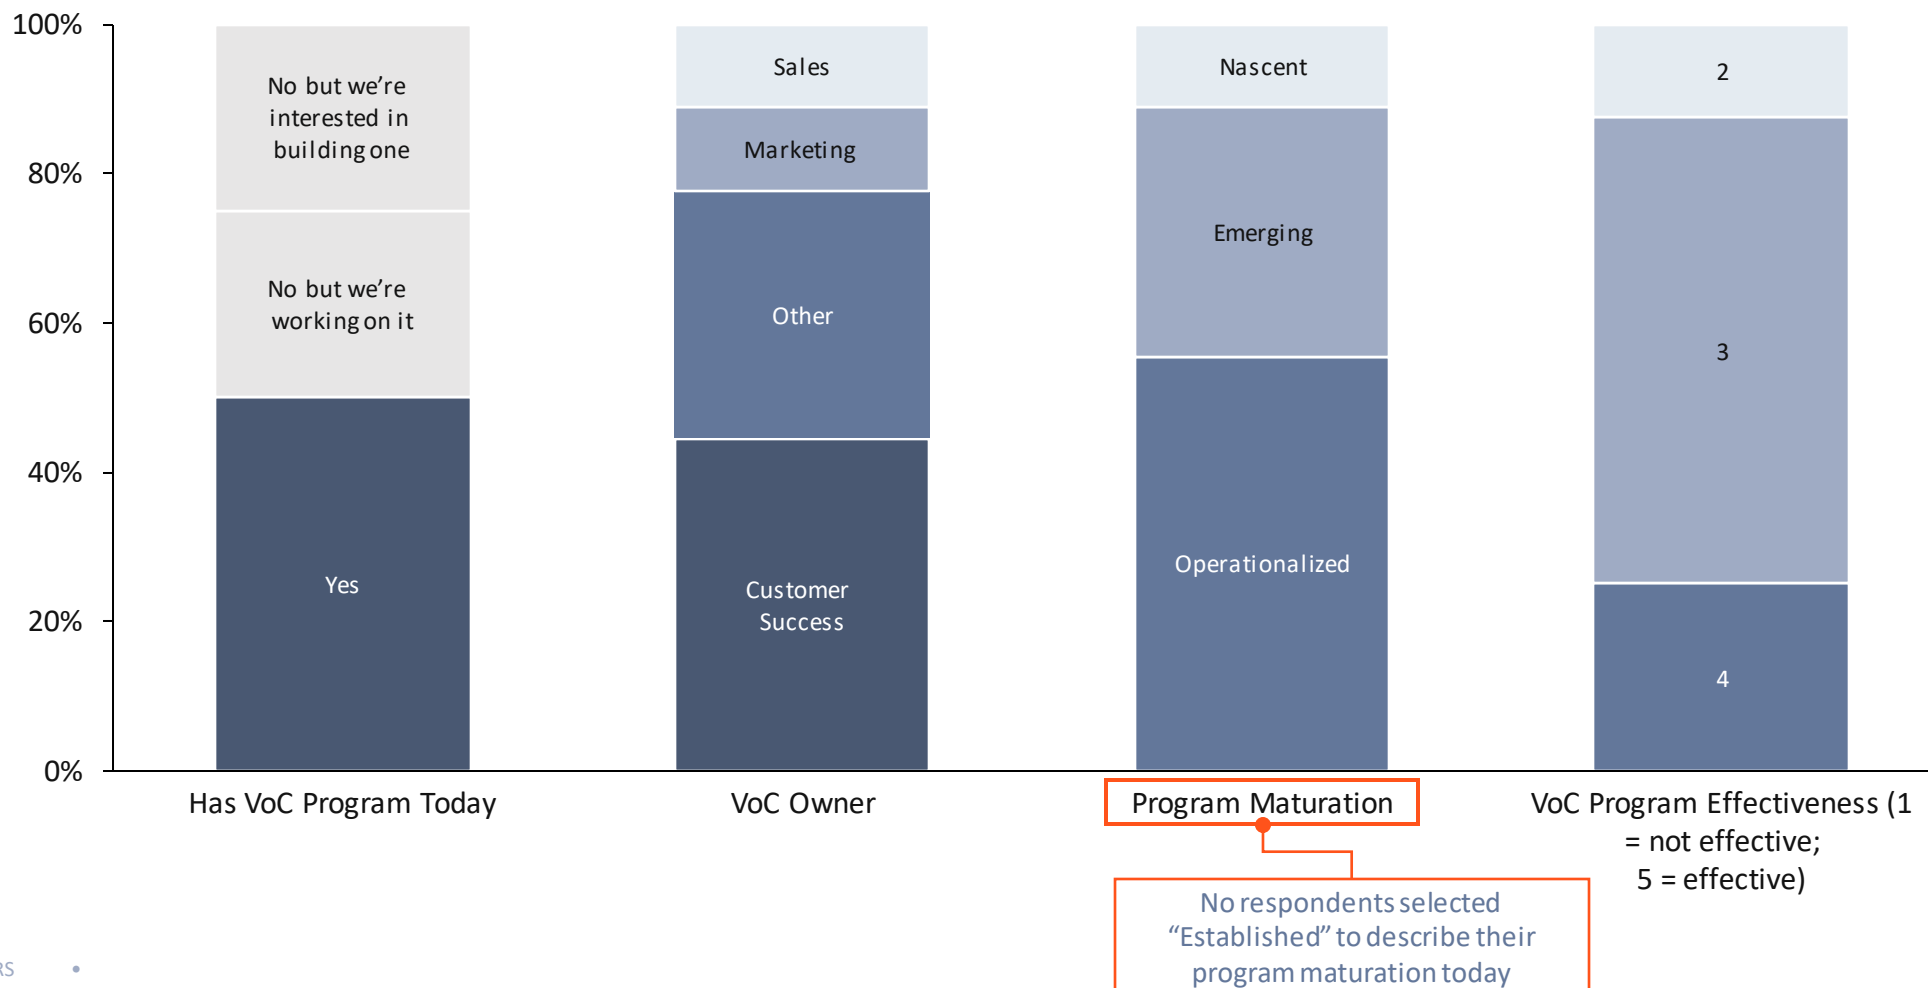 100%
80%
60%
40%
20%
0%
No but we're
interested in
building one
No but we're
working on it
Yes
Sales
Marketing
Other
Customer
Success
Nascent
Emerging
Operationalized
2
3
4
Has VoC Program Today
VoC Owner
Program Maturation
VoC Program Effectiveness (1
= not effective;
5 = effective)
No respondents selected
“Established” to describe their
program maturation today
RS •